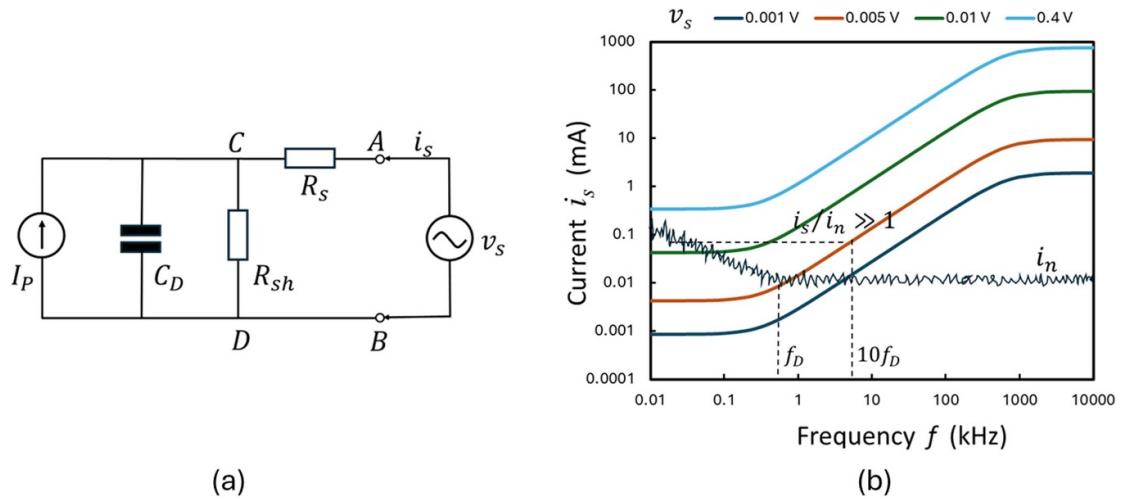 C
A
i_s
R_s
I_P
C_D
R_sh
v_s
D
B
(a)
v_s 0.001 V 0.005 V 0.01 V 0.4 V
1000
100
10
1
0.1
0.01
0.001
0.0001
Current i_s (mA)
i_s/i_n ≫ 1
i_n
f_D
10f_D
0.01 0.1 1 10 100 1000 10000
Frequency f (kHz)
(b)